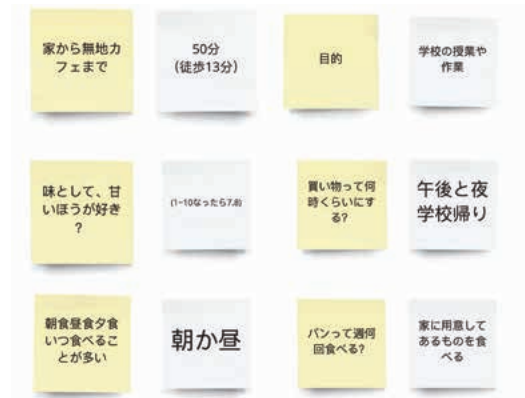 家から無地カ
フェまで
50分
（徒歩13分）
目的
学校の授業や
作業
味として、甘
いほうが好き
？
(1~10なったら7.8)
買い物って何
時くらいにす
る?
午後と夜
学校帰り
朝食昼食夕食
いつ食べるこ
とが多い
朝か昼
パンって週何
回食べる?
家に用意して
あるものを食
べる